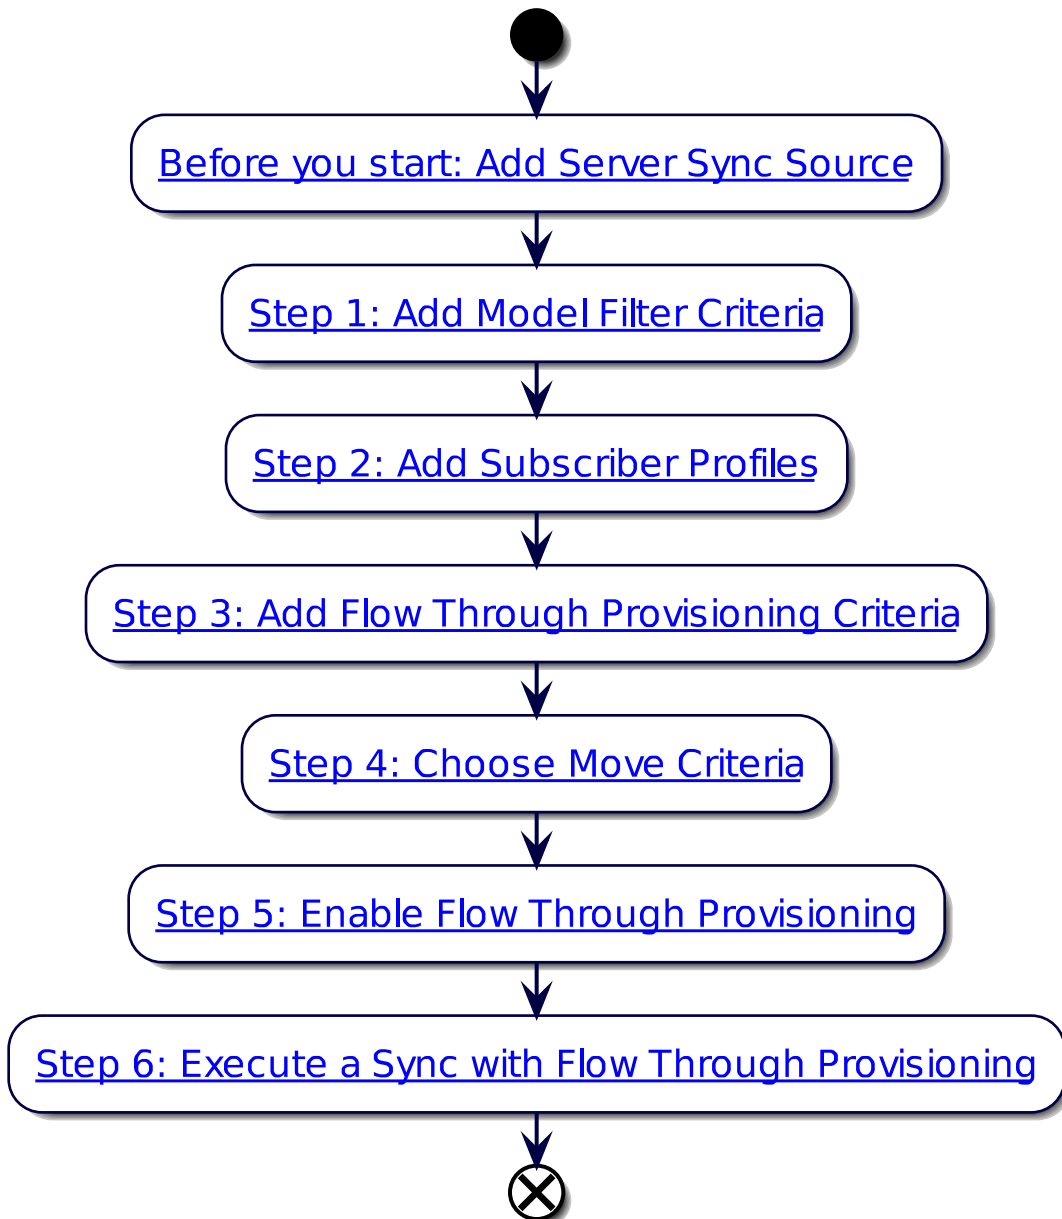 Before you start: Add Server Sync Source
Step 1: Add Model Filter Criteria
Step 2: Add Subscriber Profiles
Step 3: Add Flow Through Provisioning Criteria
Step 4: Choose Move Criteria
Step 5: Enable Flow Through Provisioning
Step 6: Execute a Sync with Flow Through Provisioning